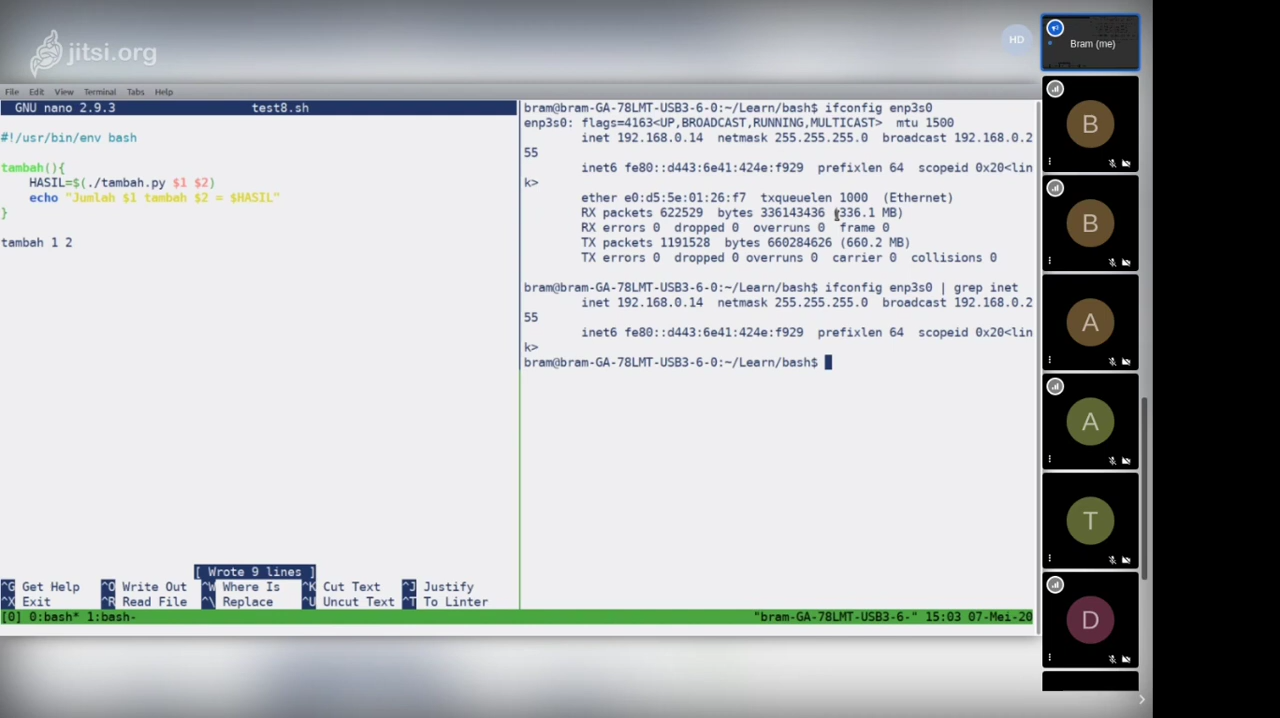 jitsi.org
HD
Bram (me)
File Edit View Terminal Tabs Help
GNU nano 2.9.3 test8.sh
#!/usr/bin/env bash
tambah(){
HASIL=$(./tambah.py $1 $2)
echo "Jumlah $1 tambah $2 = $HASIL"
}
tambah 1 2
[ Wrote 9 lines ]
^G Get Help ^O Write Out ^W Where Is ^K Cut Text ^J Justify
^X Exit ^R Read File ^\ Replace ^U Uncut Text ^T To Linter
bram@bram-GA-78LMT-USB3-6-0:~/Learn/bash$ ifconfig enp3s0
enp3s0: flags=4163<UP,BROADCAST,RUNNING,MULTICAST> mtu 1500
inet 192.168.0.14 netmask 255.255.255.0 broadcast 192.168.0.2
55
inet6 fe80::d443:6e41:424e:f929 prefixlen 64 scopeid 0x20<lin
k>
ether e0:d5:5e:01:26:f7 txqueuelen 1000 (Ethernet)
RX packets 622529 bytes 336143436 (336.1 MB)
RX errors 0 dropped 0 overruns 0 frame 0
TX packets 1191528 bytes 660284626 (660.2 MB)
TX errors 0 dropped 0 overruns 0 carrier 0 collisions 0
bram@bram-GA-78LMT-USB3-6-0:~/Learn/bash$ ifconfig enp3s0 | grep inet
inet 192.168.0.14 netmask 255.255.255.0 broadcast 192.168.0.2
55
inet6 fe80::d443:6e41:424e:f929 prefixlen 64 scopeid 0x20<lin
k>
bram@bram-GA-78LMT-USB3-6-0:~/Learn/bash$
[0] 0:bash* 1:bash- "bram-GA-78LMT-USB3-6-" 15:03 07-Mei-20
B
B
A
A
T
D